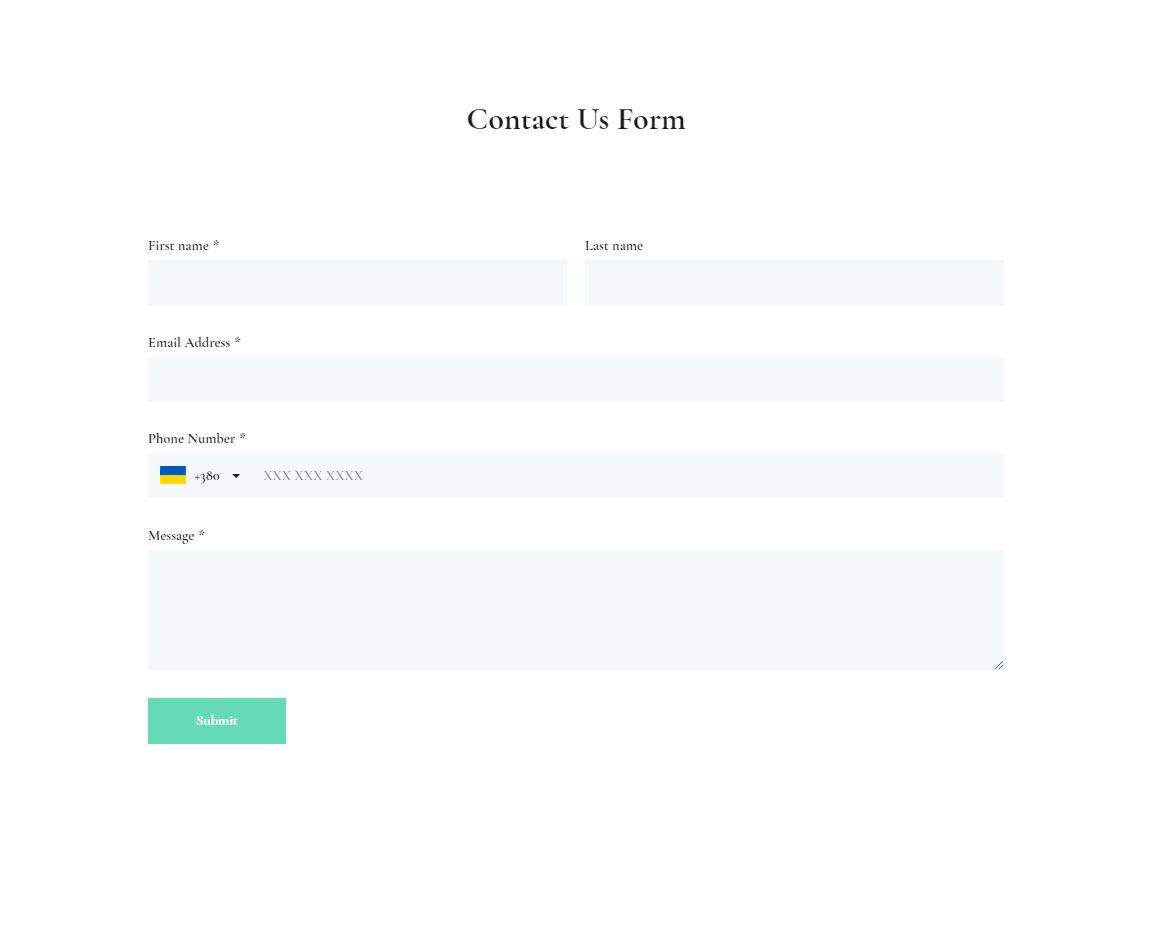 Contact Us Form
First name *
Last name
Email Address *
Phone Number *
+380 XXX XXX XXXX
Message *
Submit